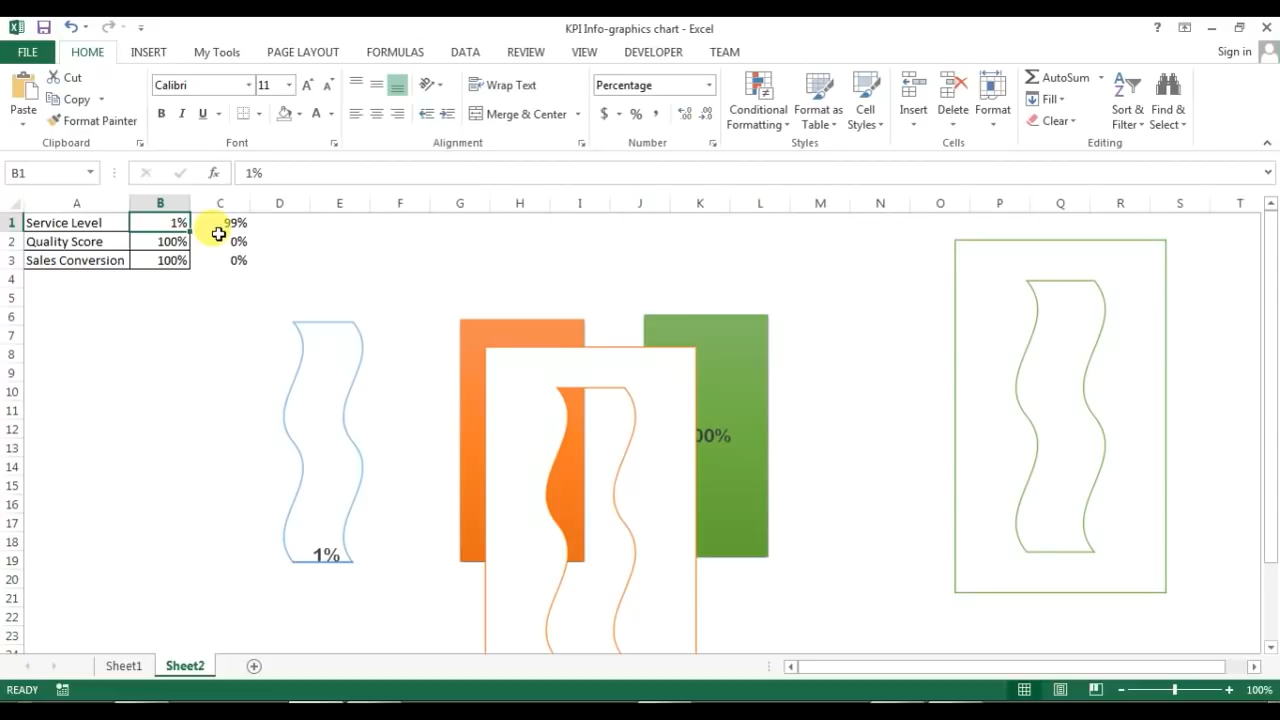 KPI Info-graphics chart - Excel
FILE HOME INSERT My Tools PAGE LAYOUT FORMULAS DATA REVIEW VIEW DEVELOPER TEAM Sign in
Cut
Copy
Format Painter
Paste
Clipboard
Calibri 11
B I U
Font
Wrap Text
Merge & Center
Alignment
Percentage
$ % ,
Number
Conditional Formatting
Format as Table
Cell Styles
Styles
Insert Delete Format
Cells
AutoSum
Fill
Clear
Sort & Filter
Find & Select
Editing
B1 fx 1%
A B C D E F G H I J K L M N O P Q R S T
1 Service Level 1% 99%
2 Quality Score 100% 0%
3 Sales Conversion 100% 0%
4
5
6
7
8
9
10
11
12
13 00%
14
15
16
17
18
19 1%
20
21
22
23
Sheet1 Sheet2
READY 100%